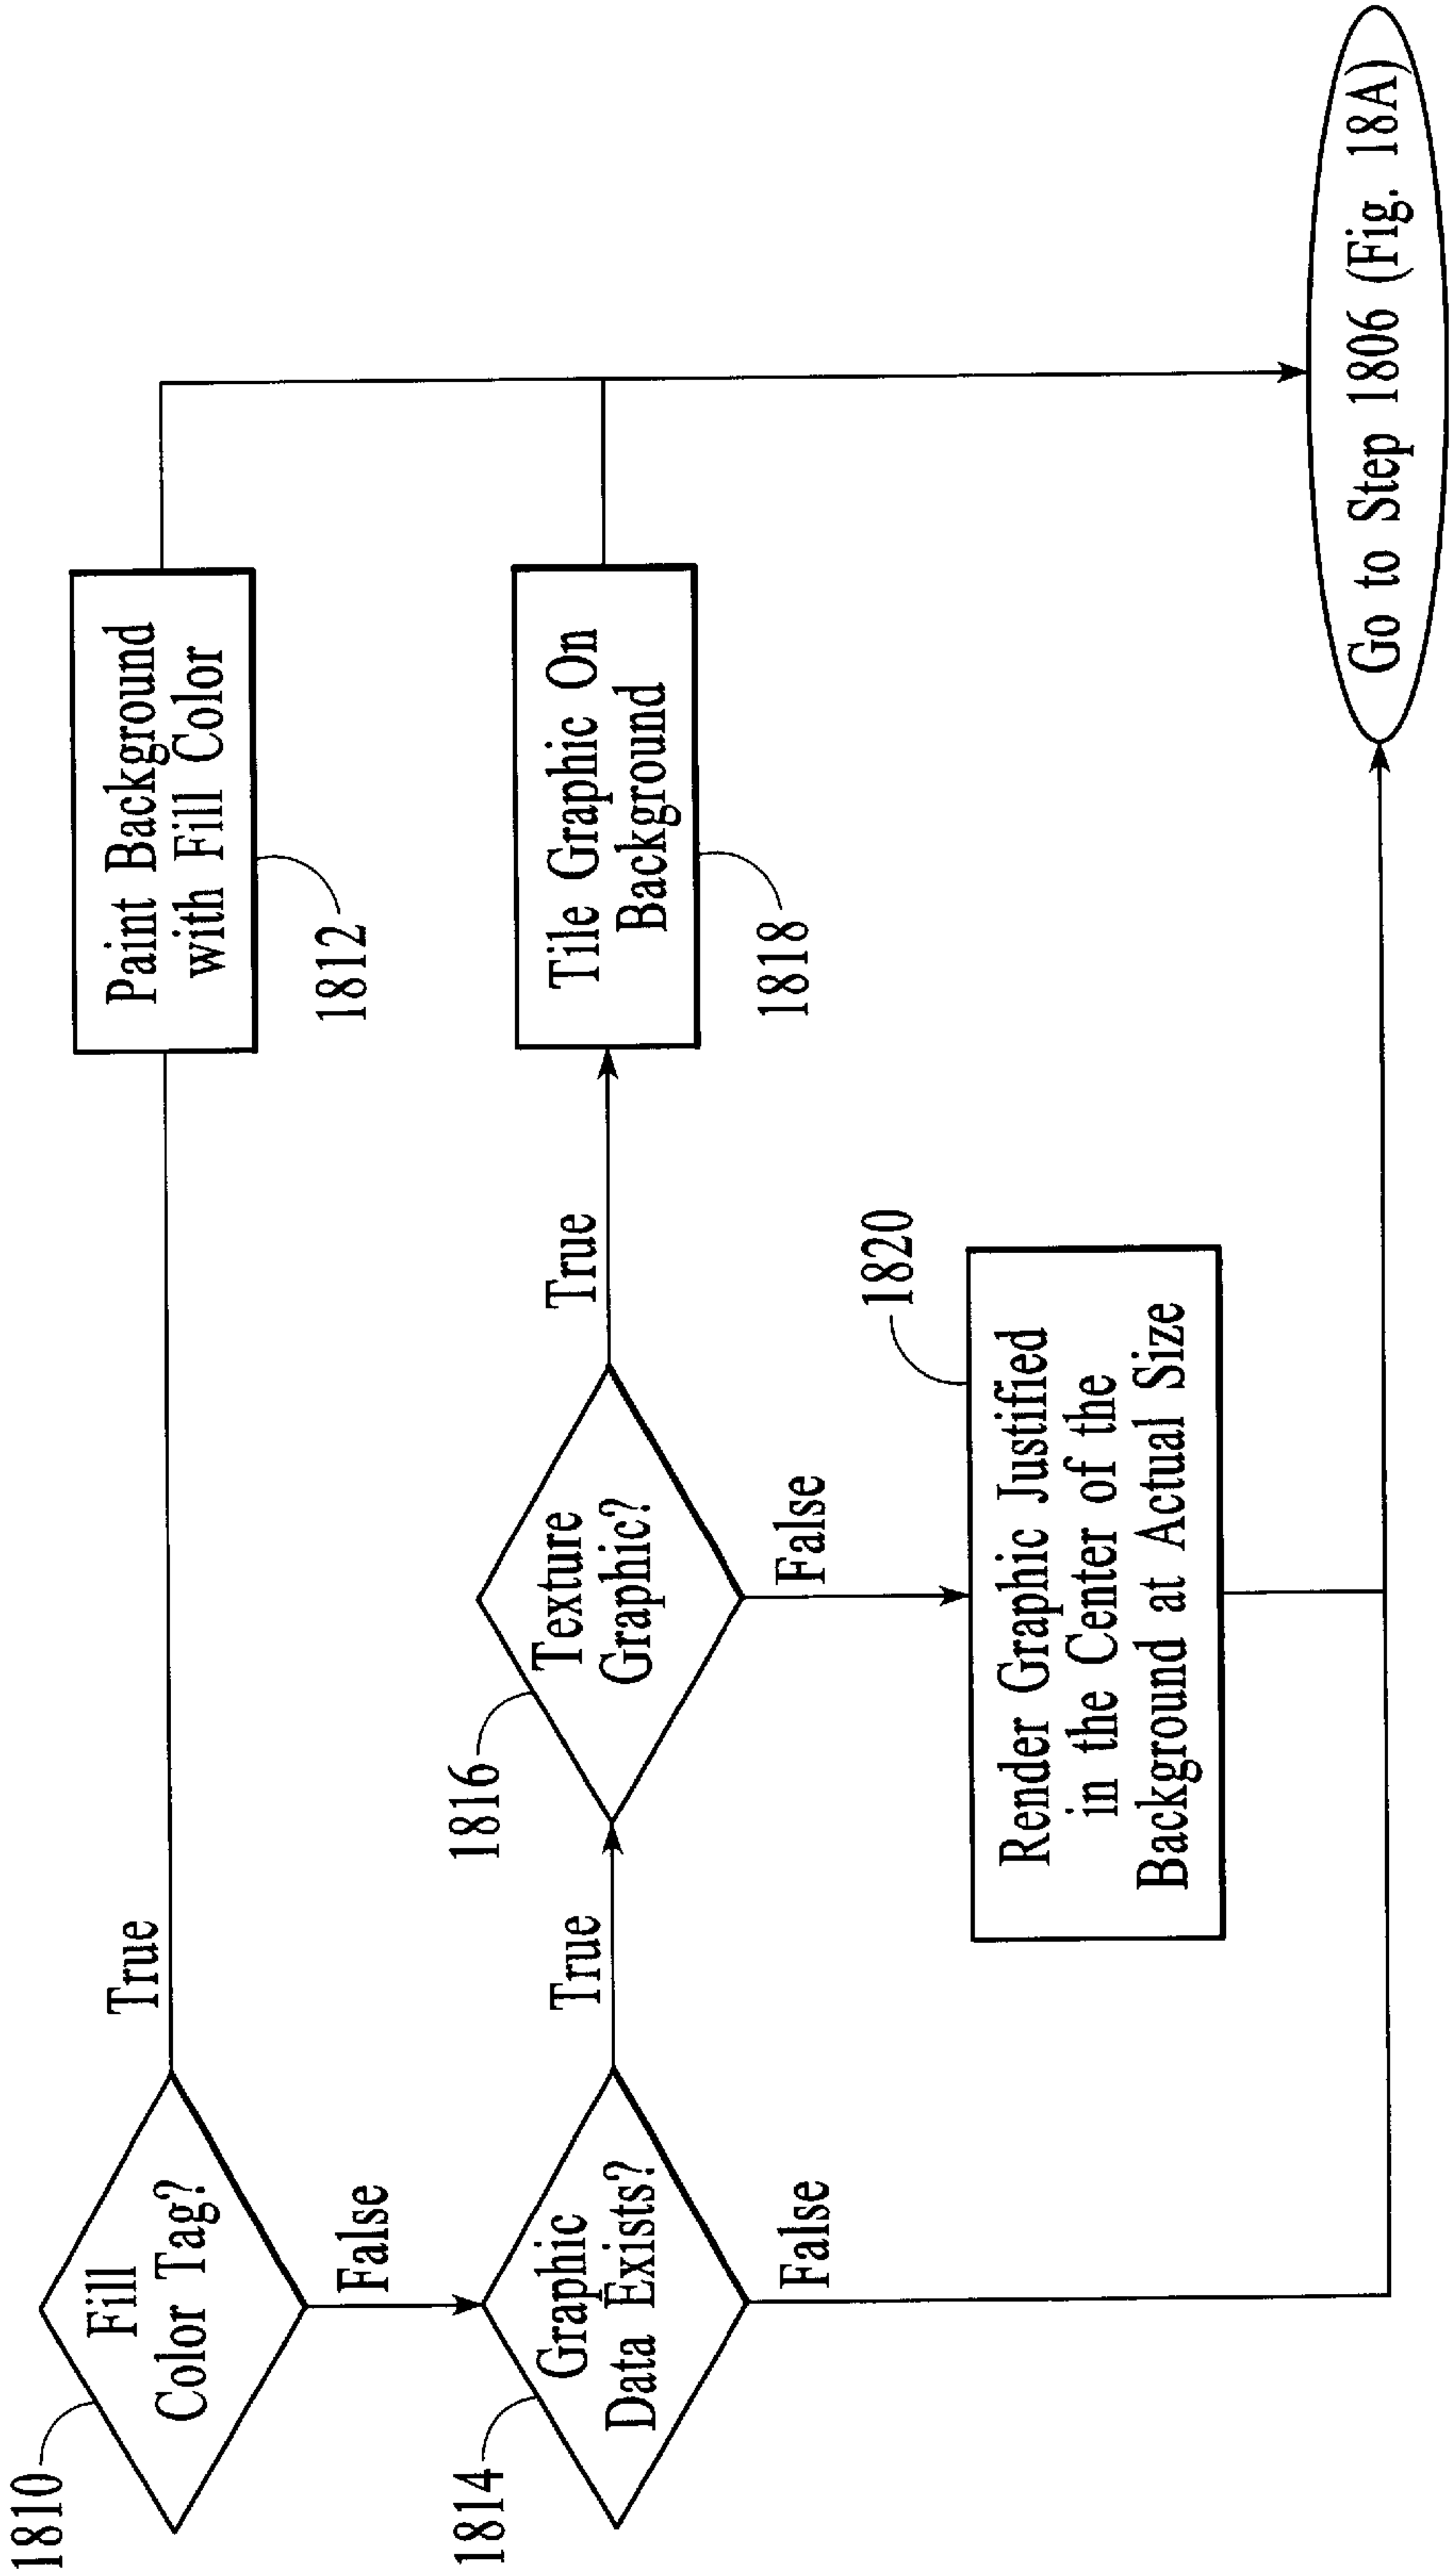 1810
Fill
Color Tag?
True
Paint Background
with Fill Color
1812
False
1814
Graphic
Data Exists?
True
1816
Texture
Graphic?
True
Tile Graphic On
Background
1818
False
False
1820
Render Graphic Justified
in the Center of the
Background at Actual Size
Go to Step 1806 (Fig. 18A)